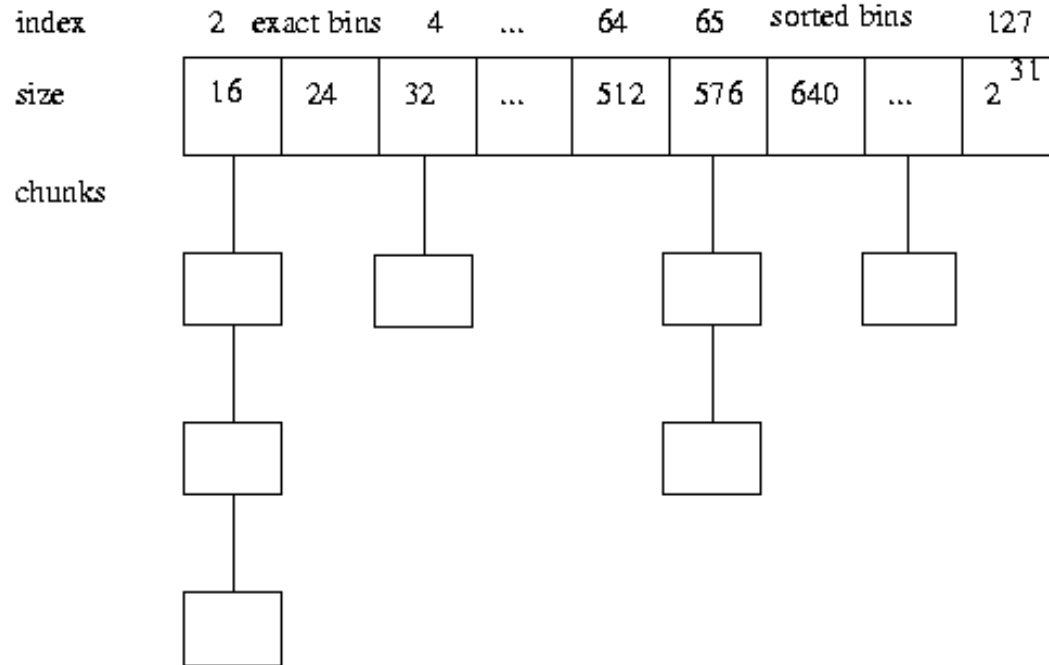 index 2 exact bins 4 ... 64 65 sorted bins 127
size 16 24 32 ... 512 576 640 ... 2 31
chunks